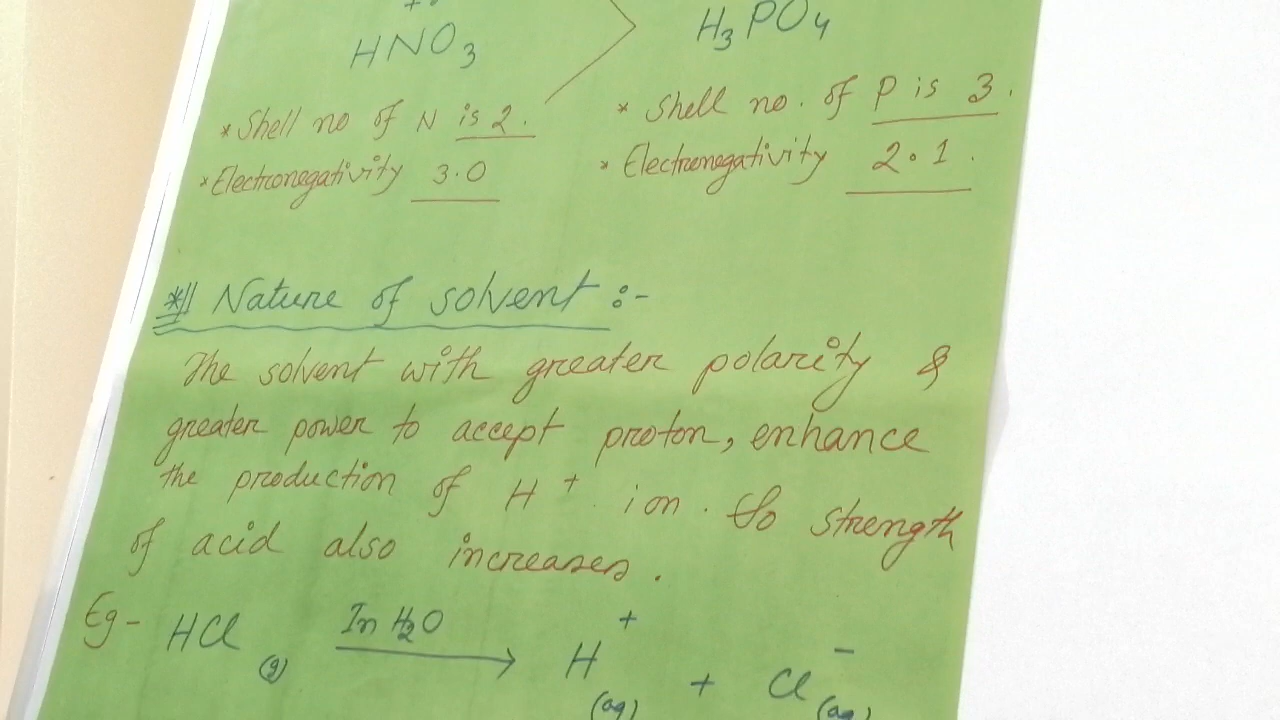 HNO3 > H3PO4
* Shell no of N is 2. * Shell no. of P is 3.
* Electronegativity 3.0 * Electronegativity 2.1.
*|| Nature of solvent :-
The solvent with greater polarity &
greater power to accept proton, enhance
the production of H+ ion. So strength
of acid also increases.
Eg - HCl (g) In H2O → H+ (aq) + Cl- (aq)